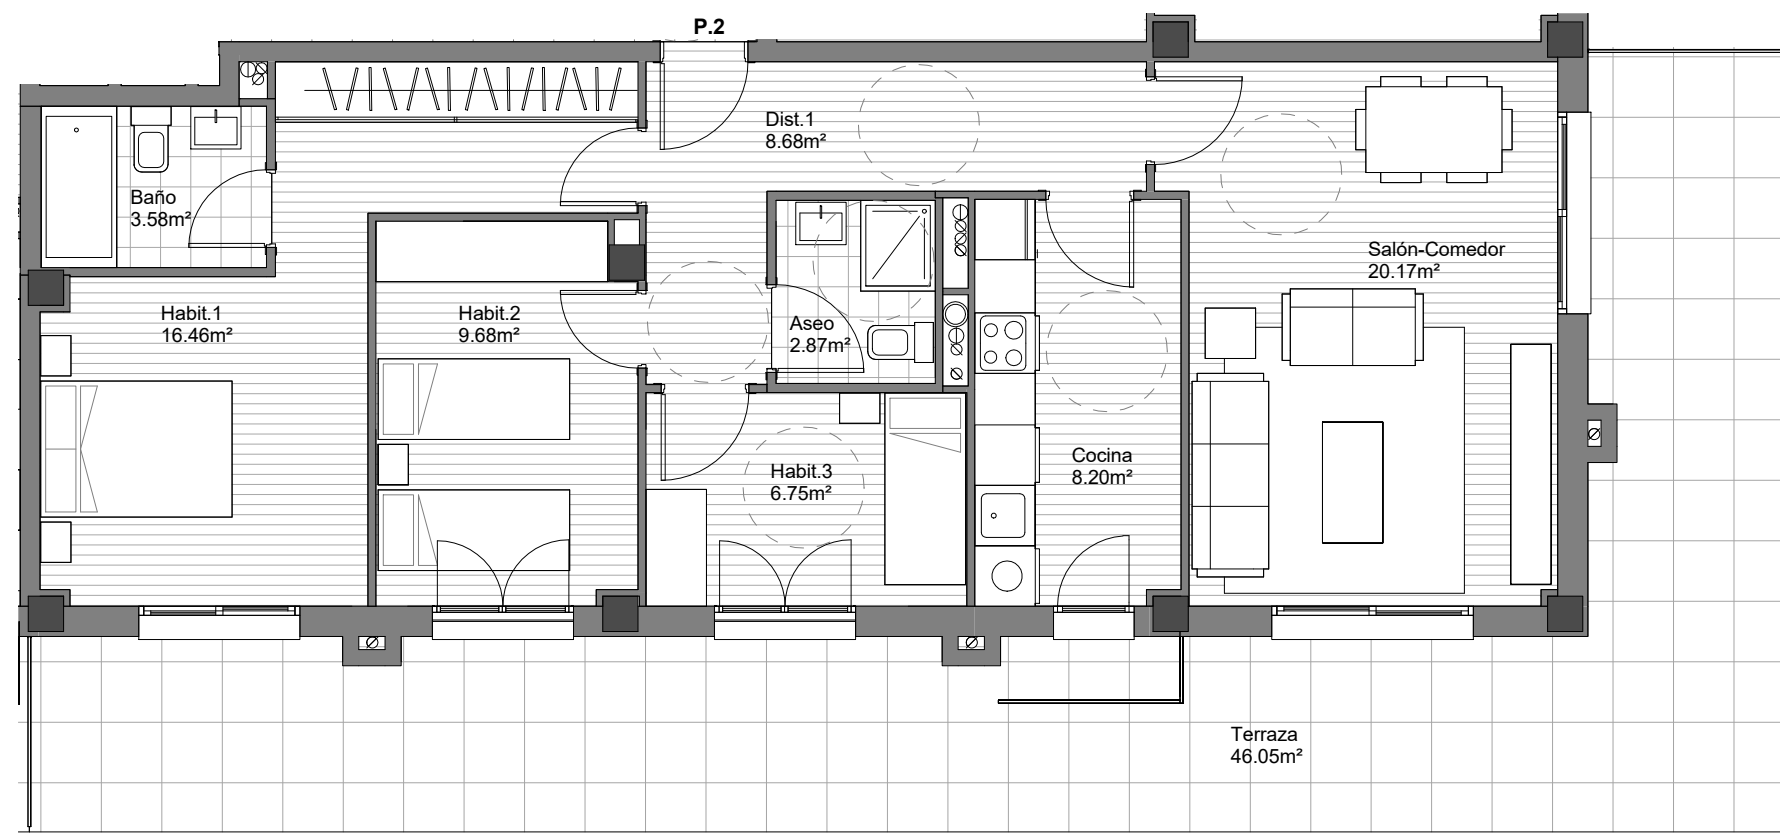 P.2
Dist.1
8.68m²
Baño
3.58m²
Salón-Comedor
20.17m²
Habit.1
16.46m²
Habit.2
9.68m²
Aseo
2.87m²
Cocina
8.20m²
Habit.3
6.75m²
Terraza
46.05m²